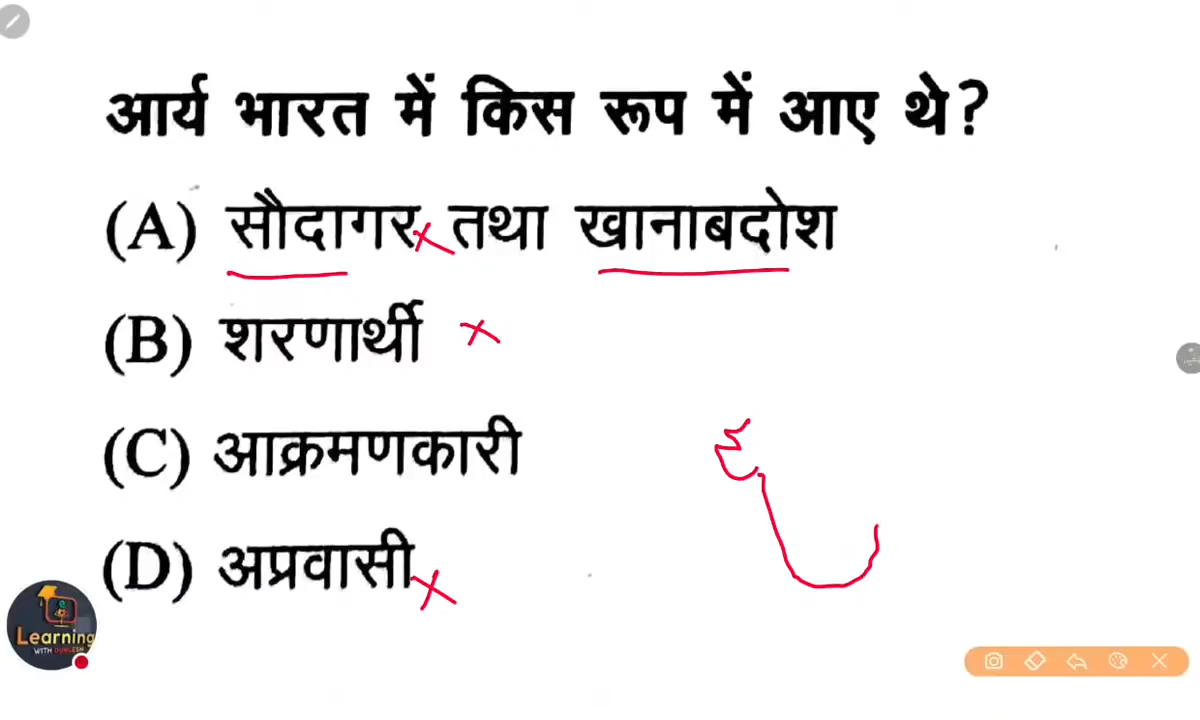 आर्य भारत में किस रूप में आए थे?
(A) सौदागर तथा खानाबदोश
(B) शरणार्थी
(C) आक्रमणकारी
(D) अप्रवासी
Learning